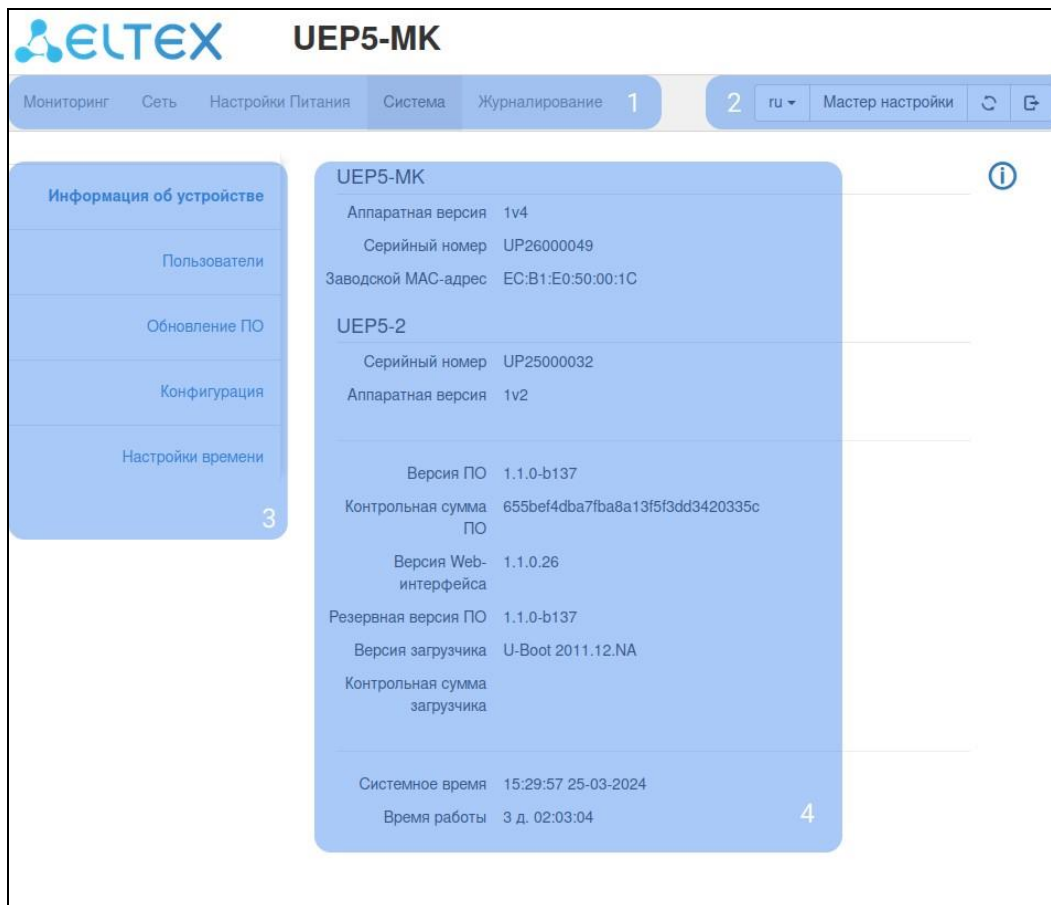 ELTEX UEP5-MK
Мониторинг Сеть Настройки Питания Система Журналирование 1 2 ru Мастер настройки
Информация об устройстве
Пользователи
Обновление ПО
Конфигурация
Настройки времени
3
UEP5-MK
Аппаратная версия 1v4
Серийный номер UP26000049
Заводской MAC-адрес EC:B1:E0:50:00:1C
UEP5-2
Серийный номер UP25000032
Аппаратная версия 1v2
Версия ПО 1.1.0-b137
Контрольная сумма 655bef4dba7fba8a13f5f3dd3420335c
ПО
Версия Web- 1.1.0.26
интерфейса
Резервная версия ПО 1.1.0-b137
Версия загрузчика U-Boot 2011.12.NA
Контрольная сумма
загрузчика
Системное время 15:29:57 25-03-2024
Время работы 3 д. 02:03:04
4